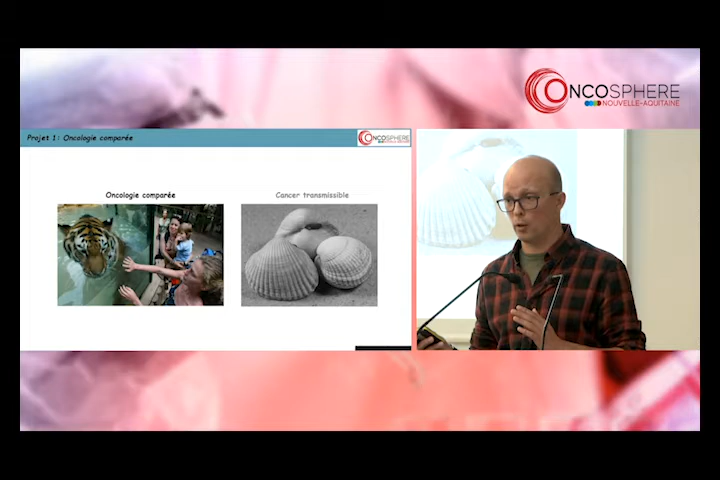 ONCOSPHERE
NOUVELLE-AQUITAINE
Projet 1: Oncologie comparée
ONCOSPHERE
Oncologie comparée
Cancer transmissible